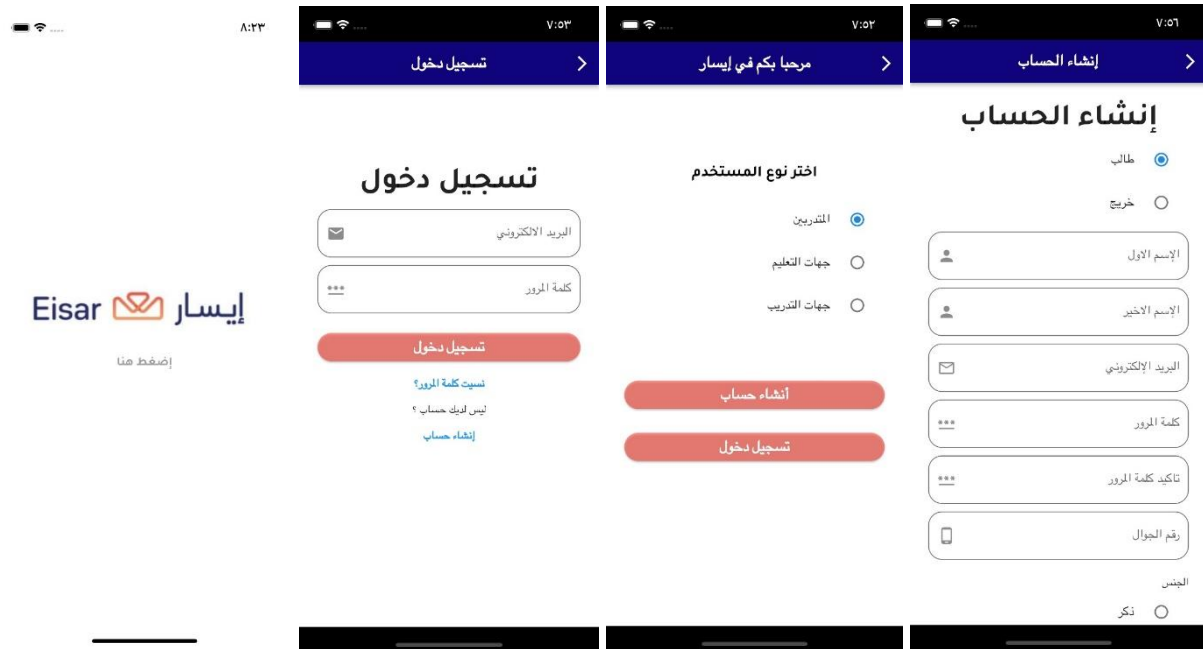 ٨:٢٣
إيسار Eisar
إضغط هنا
٧:٥٣
تسجيل دخول
تسجيل دخول
البريد الالكتروني
كلمة المرور
تسجيل دخول
نسيت كلمة المرور؟
ليس لديك حساب ؟
إنشاء حساب
٧:٥٢
مرحبا بكم في إيسار
اختر نوع المستخدم
المتدربين
جهات التعليم
جهات التدريب
أنشاء حساب
تسجيل دخول
٧:٥٦
إنشاء الحساب
إنشاء الحساب
طالب
خريج
الإسم الاول
الإسم الاخير
البريد الإلكتروني
كلمة المرور
تاكيد كلمة المرور
رقم الجوال
الجنس
ذكر